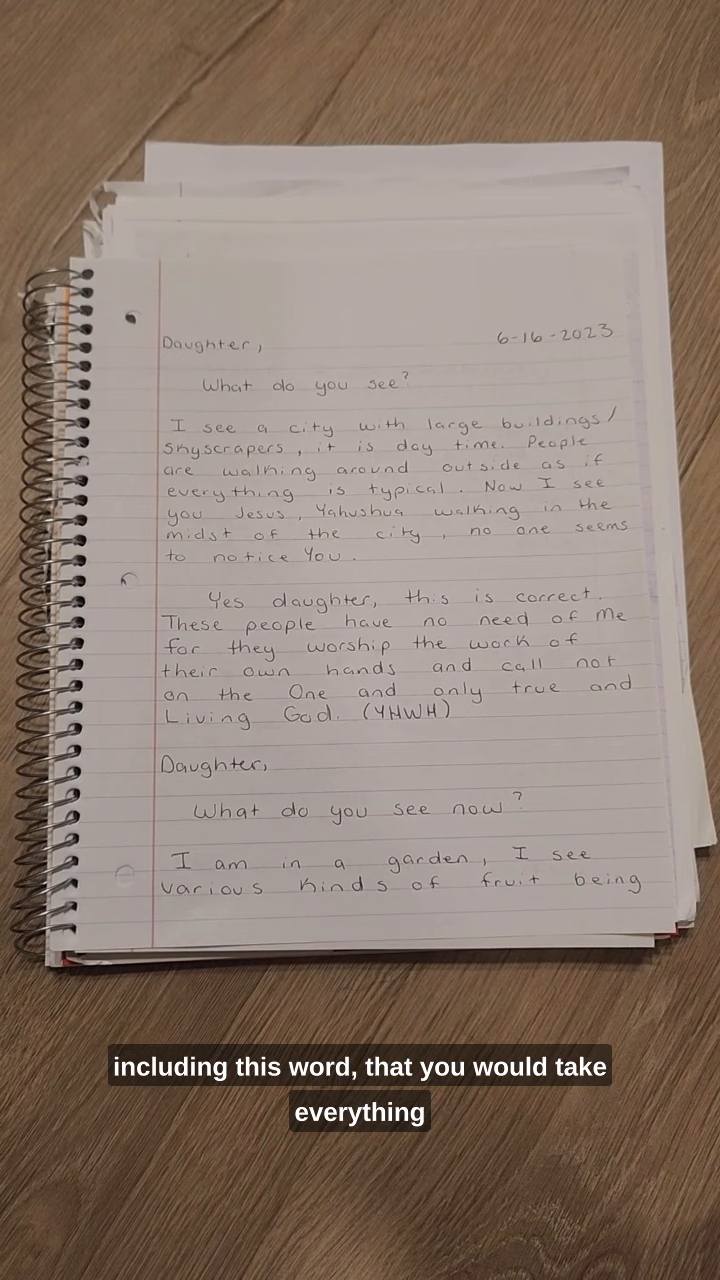 6-16-2023
Daughter,
What do you see?
I see a city with large buildings/
skyscrapers, it is day time. People
are walking around outside as if
everything is typical. Now I see
you Jesus, Yahushua walking in the
midst of the city, no one seems
to notice You.
Yes daughter, this is correct.
These people have no need of Me
for they worship the work of
their own hands and call not
on the One and only true and
Living God. (YHWH)
Daughter,
What do you see now?
I am in a garden, I see
various kinds of fruit being
including this word, that you would take
everything